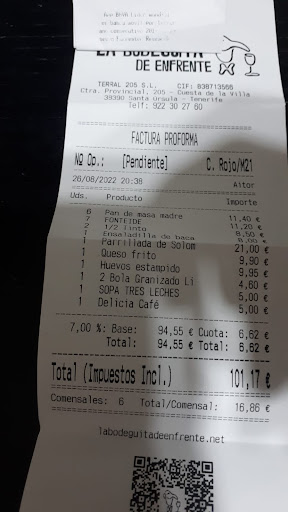 LA BODEGUITA
DE ENFRENTE
TERRAL 205 S.L. CIF: B38713566
Ctra. Provincial, 205 - Cuesta de la Villa
39390 Santa Ursula - Tenerife
Telf: 922 30 27 60
FACTURA PROFORMA
Nº Op.: [Pendiente] C. Rojo/M21
26/08/2022 20:38 Aitor
Uds. Producto Importe
6 Pan de masa madre 11,40 €
7 FONTEIDE 11,20 €
2 1/2 Tinto
1 Ensaladilla de baca 8,50 €
1 Parrillada de Solom 21,00 €
1 Queso frito 9,90 €
1 Huevos estampido 9,95 €
1 2 Bola Granizado Li 4,60 €
1 SOPA TRES LECHES 5,00 €
1 Delicia Café 5,00 €
7,00 %: Base: 94,55 € Cuota: 6,62 €
Total: 94,55 € Total: 6,62 €
Total (Impuestos Incl.) 101,17 €
Comensales: 6 Total/Comensal: 16,86 €
labodeguitadeenfrente.net